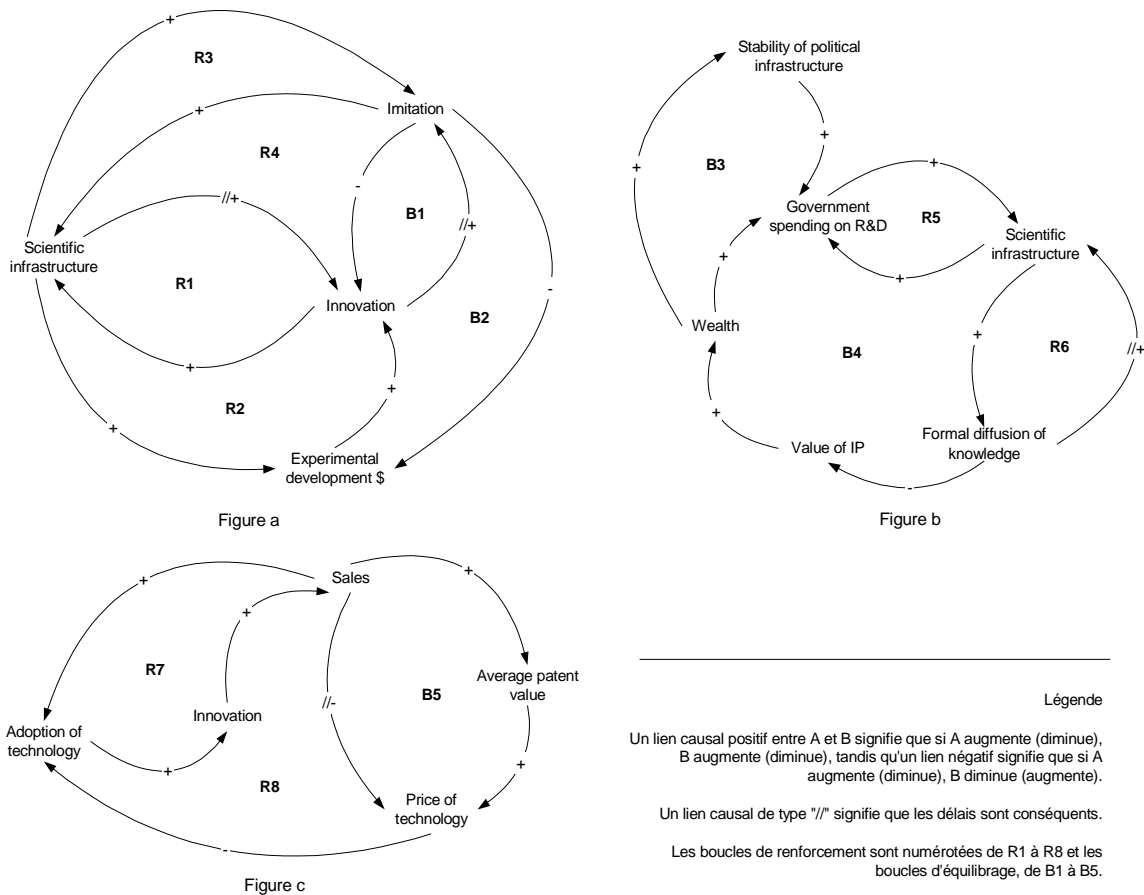 +
R3
Imitation
+
R4
-
//+
B1
//+
Scientific
infrastructure
R1
Innovation
-
B2
+
+
R2
+
Experimental
development $
Figure a
Stability of political
infrastructure
+
+
B3
+
Government
spending on R&D
R5
Scientific
infrastructure
+
+
Wealth
+
B4
R6
//+
+
Value of IP
Formal diffusion of
knowledge
-
Figure b
Sales
+
+
+
R7
Average patent
value
//-
B5
Innovation
Adoption of
technology
+
+
R8
Price of
technology
-
Figure c
Légende
Un lien causal positif entre A et B signifie que si A augmente (diminue),
B augmente (diminue), tandis qu'un lien négatif signifie que si A
augmente (diminue), B diminue (augmente).
Un lien causal de type "//" signifie que les délais sont conséquents.
Les boucles de renforcement sont numérotées de R1 à R8 et les
boucles d'équilibrage, de B1 à B5.